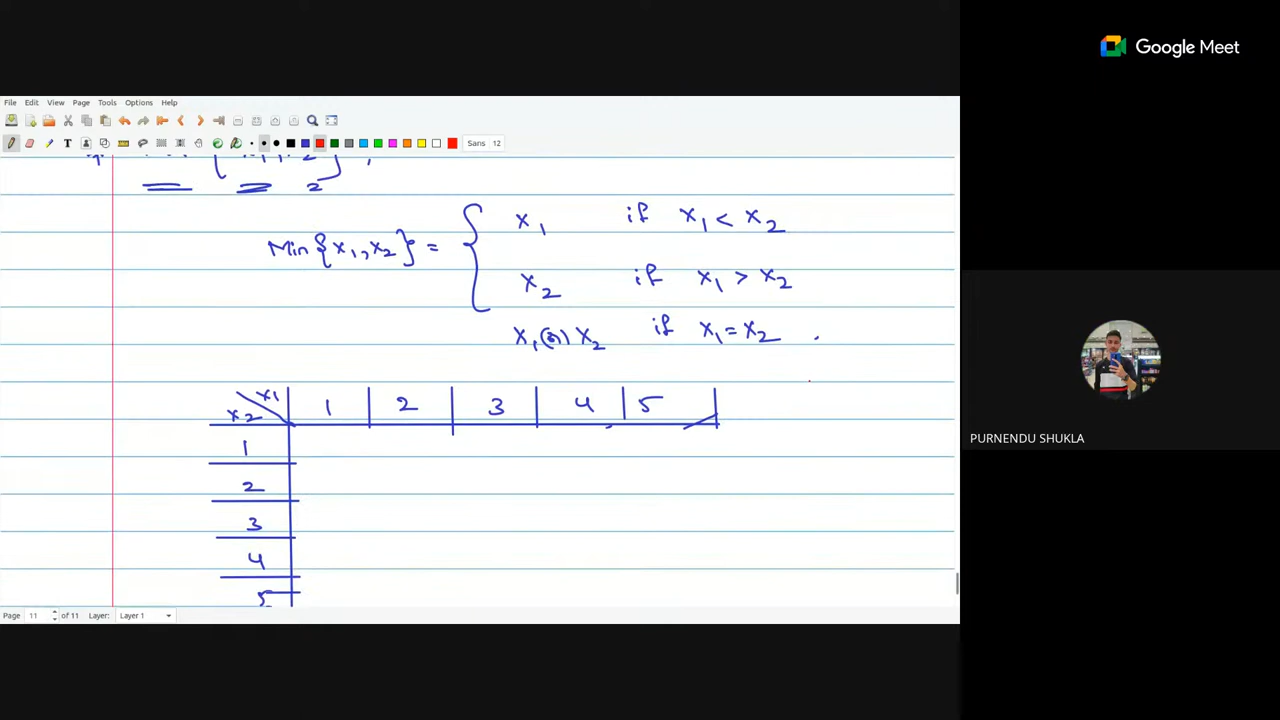 Google Meet
File Edit View Page Tools Options Help
Sans 12
2
x1 if x1 < x2
Min{x1, x2} =
x2 if x1 > x2
x1 (or) x2 if x1 = x2 .
x1
x2 1 2 3 4 5
1
2
3
4
5
PURNENDU SHUKLA
Page 11 of 11 Layer: Layer 1